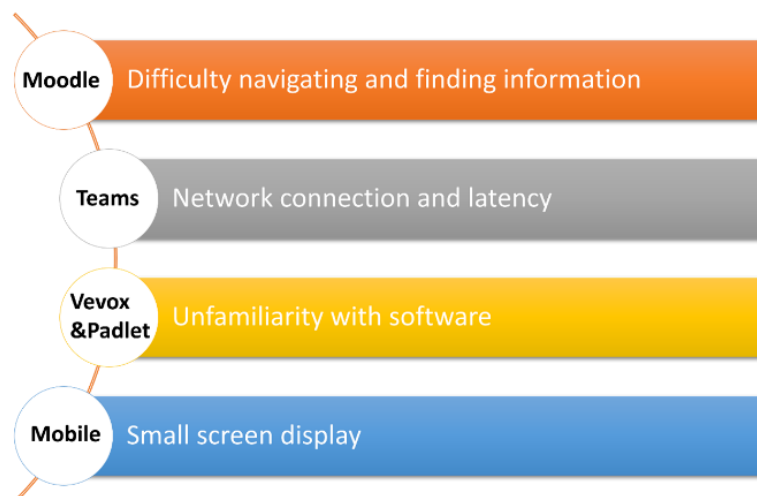 Moodle
Difficulty navigating and finding information
Teams
Network connection and latency
Vevox
&Padlet
Unfamiliarity with software
Mobile
Small screen display